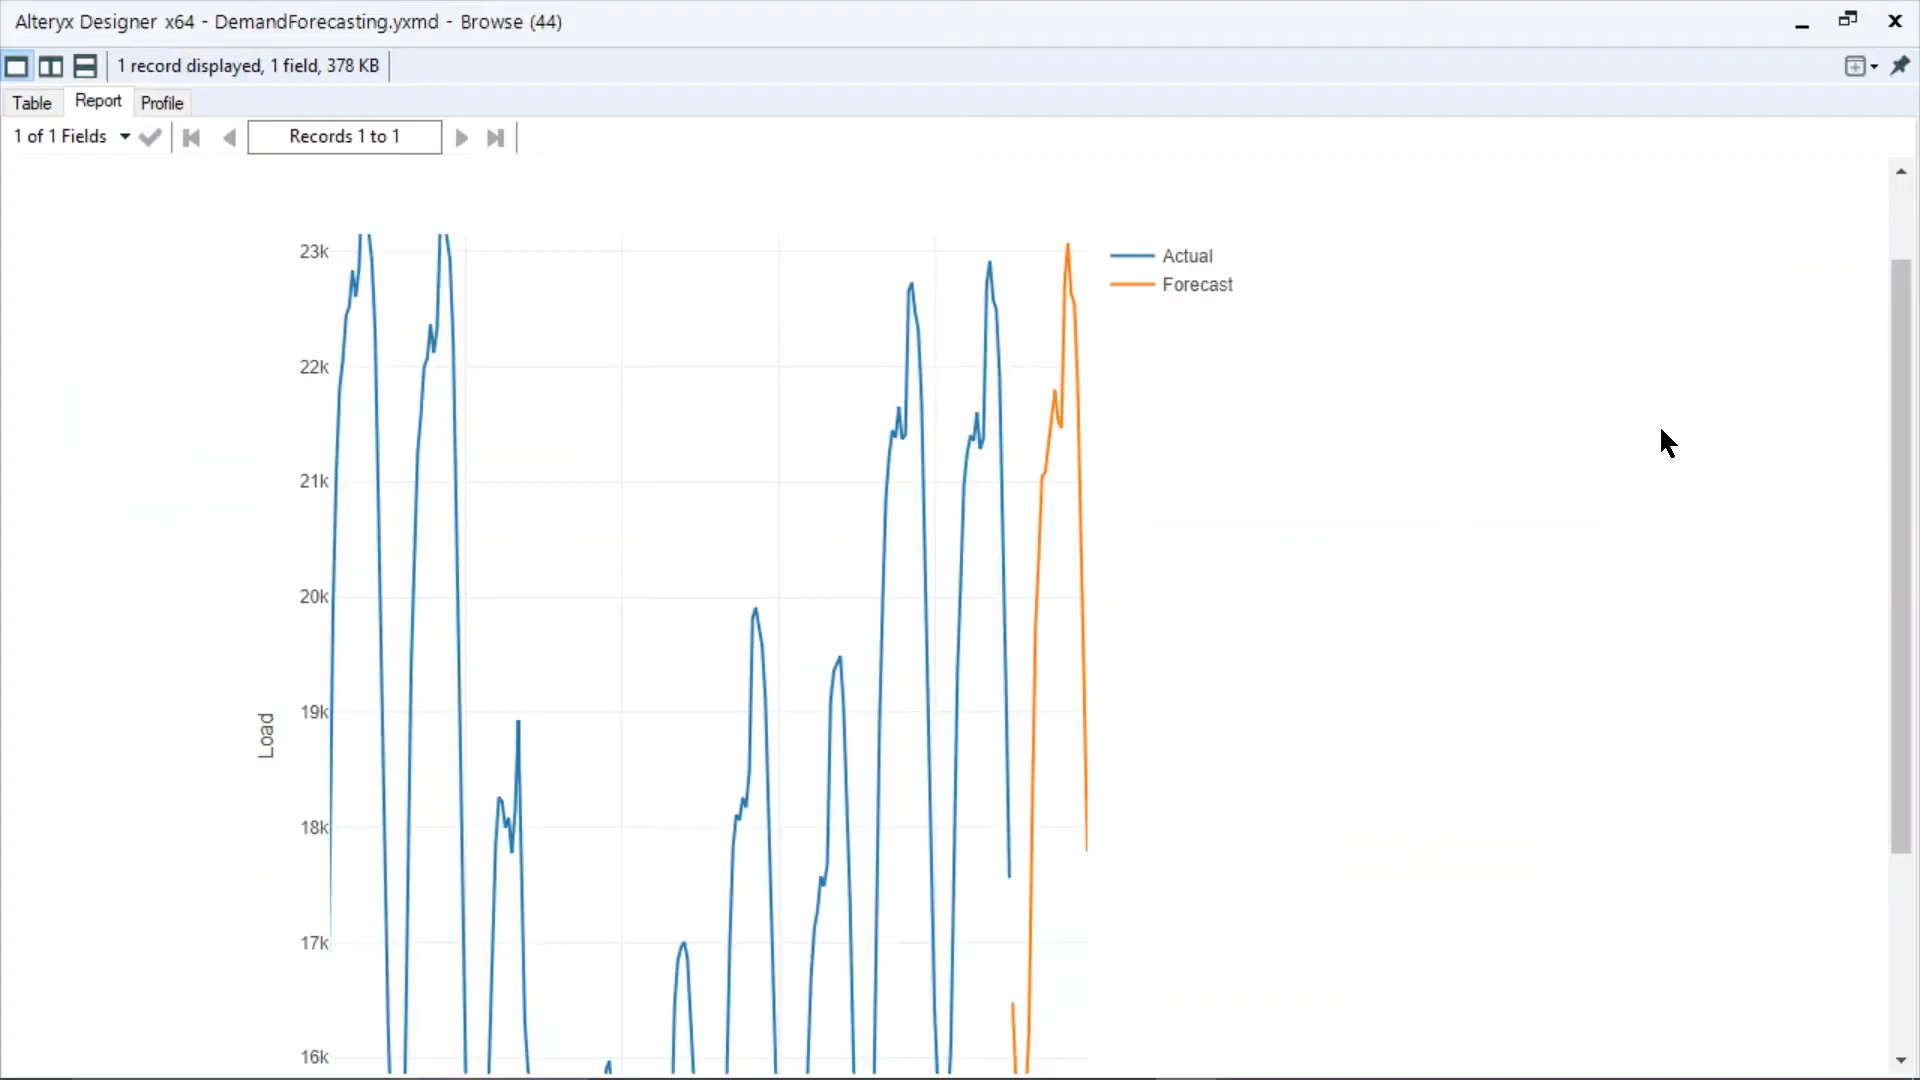 Alteryx Designer x64 - DemandForecasting.yxmd - Browse (44)
1 record displayed, 1 field, 378 KB
Table Report Profile
1 of 1 Fields Records 1 to 1
23k
22k
21k
20k
19k
18k
17k
16k
Load
Actual
Forecast